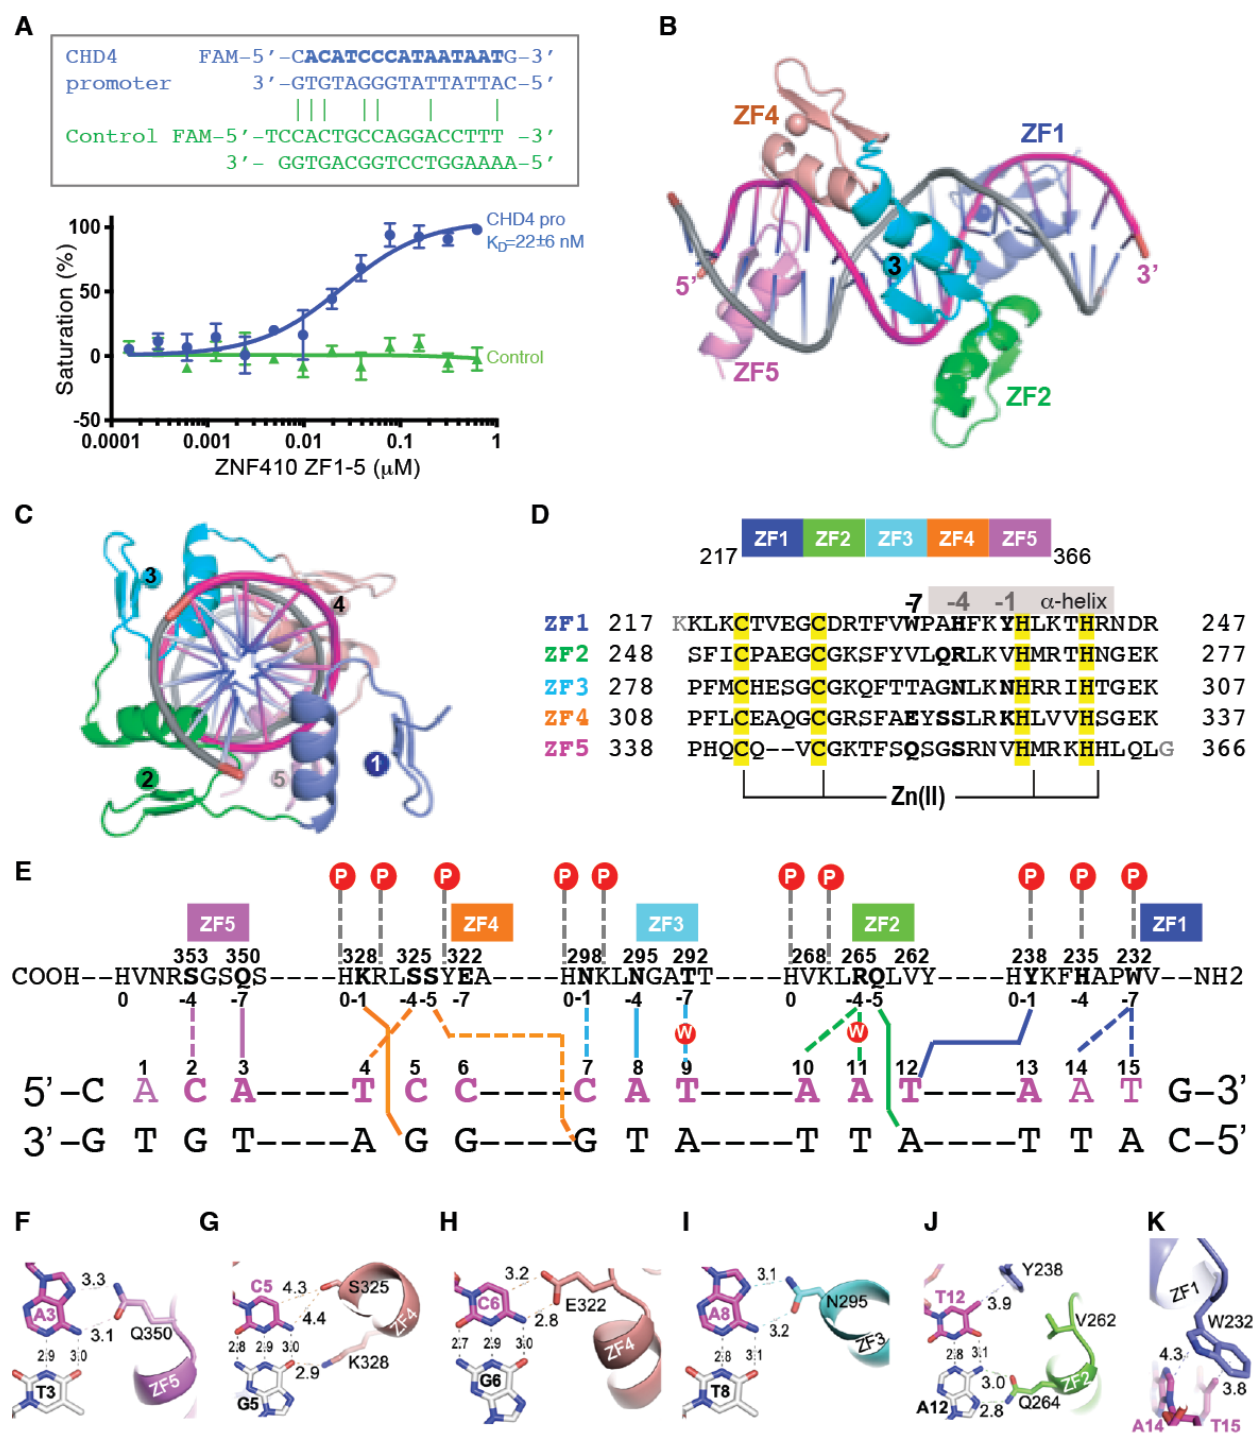 A
CHD4 FAM-5'-CACATCCCATAATAATG-3'
promoter 3'-GTGTAGGGTATTATTAC-5'
Control FAM-5'-TCCACTGCCAGGACCTTT -3'
3'- GGTGACGGTCCTGGAAAA-5'
100
50
0
-50
Saturation (%)
CHD4 pro
KD=22±6 nM
Control
0.0001 0.001 0.01 0.1 1
ZNF410 ZF1-5 (μM)
B
ZF4
ZF1
3
5'
3'
ZF5
ZF2
C
3
4
1
2
5
D
ZF1 ZF2 ZF3 ZF4 ZF5
217 366
-7 -4 -1 α-helix
ZF1 217 KKLKCTVEGCDRTFVWPAHFKYHLKTHRNDR 247
ZF2 248 SFICPAEGCGKSFYVLQRLKVHMRTHNGEK 277
ZF3 278 PFMCHESGCGKQFTTAGNLKNHRRIHTGEK 307
ZF4 308 PFLCEAQGCGRSFAEYSSLRKHLVVHSGEK 337
ZF5 338 PHQCQ--VCGKTFSQSGSRNVHMRKHHLQLG 366
Zn(II)
E
P P P P P P P P P P
ZF5 ZF4 ZF3 ZF2 ZF1
353 350 328 325 322 298 295 292 268 265 262 238 235 232
COOH--HVNRSGSQS----HKRLSSYEA----HNKLNGATT----HVKLRQLVY----HYKFHAPWV--NH2
0 -4 -7 0-1 -4-5 -7 0-1 -4 -7 0 -4-5 0-1 -4 -7
W W
1 2 3 4 5 6 7 8 9 10 11 12 13 14 15
5'-C A C A----T C C----C A T----A A T----A A T G-3'
3'-G T G T----A G G----G T A----T T A----T T A C-5'
F
3.3
A3
3.1
Q350
2.9
3.0
T3
ZF5
G
C5
4.3
S325
4.4
ZF4
2.8
2.9
3.0
K328
2.9
G5
H
3.2
C6
E322
2.8
2.7
2.9
3.0
ZF4
G6
I
3.1
N295
A8
3.2
ZF3
2.8
3.1
T8
J
Y238
T12
3.9
V262
2.8
3.1
3.0
ZF2
A12
2.8
Q264
K
ZF1
W232
4.3
3.8
A14
T15